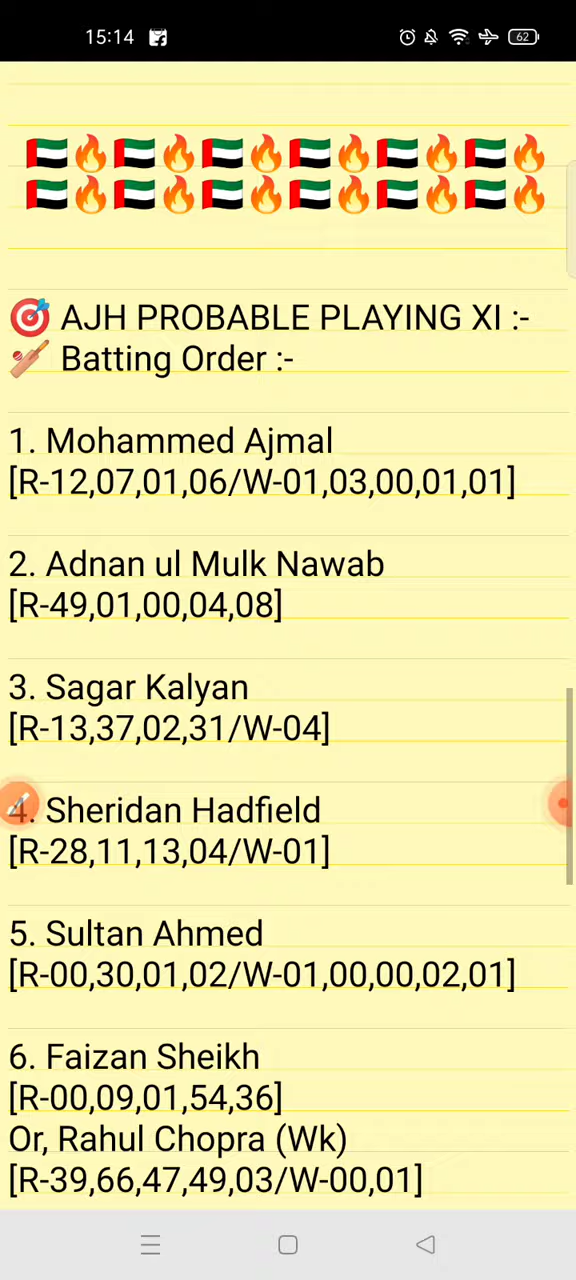 15:14
62
🇦🇪🔥🇦🇪🔥🇦🇪🔥🇦🇪🔥🇦🇪🔥🇦🇪🔥
🇦🇪🔥🇦🇪🔥🇦🇪🔥🇦🇪🔥🇦🇪🔥🇦🇪🔥
🎯 AJH PROBABLE PLAYING XI :-
🏏 Batting Order :-
1. Mohammed Ajmal
[R-12,07,01,06/W-01,03,00,01,01]
2. Adnan ul Mulk Nawab
[R-49,01,00,04,08]
3. Sagar Kalyan
[R-13,37,02,31/W-04]
4. Sheridan Hadfield
[R-28,11,13,04/W-01]
5. Sultan Ahmed
[R-00,30,01,02/W-01,00,00,02,01]
6. Faizan Sheikh
[R-00,09,01,54,36]
Or, Rahul Chopra (Wk)
[R-39,66,47,49,03/W-00,01]